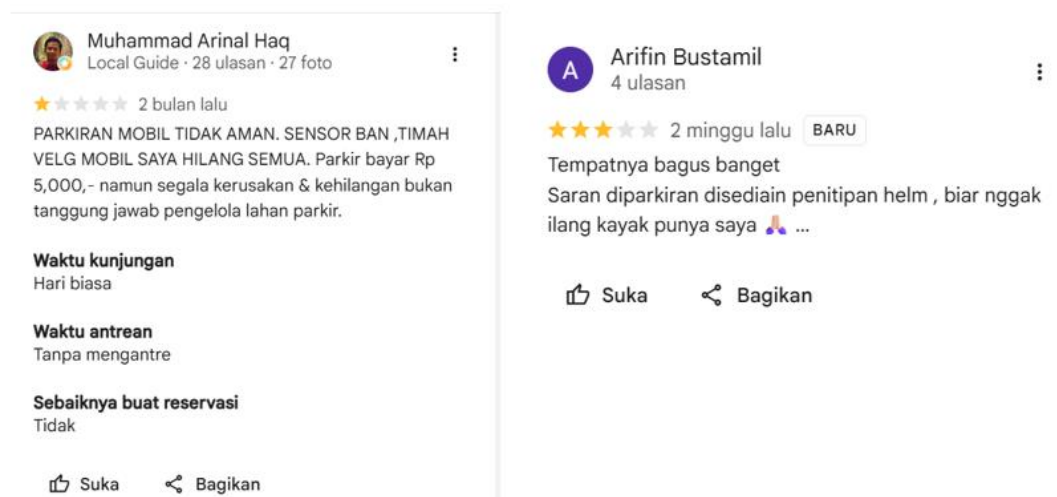 Muhammad Arinal Haq
Local Guide · 28 ulasan · 27 foto
2 bulan lalu
PARKIRAN MOBIL TIDAK AMAN. SENSOR BAN ,TIMAH
VELG MOBIL SAYA HILANG SEMUA. Parkir bayar Rp
5,000,- namun segala kerusakan & kehilangan bukan
tanggung jawab pengelola lahan parkir.
Waktu kunjungan
Hari biasa
Waktu antrean
Tanpa mengantre
Sebaiknya buat reservasi
Tidak
Suka Bagikan
A
Arifin Bustamil
4 ulasan
2 minggu lalu BARU
Tempatnya bagus banget
Saran diparkiran disediain penitipan helm , biar nggak
ilang kayak punya saya 🙏🏼 ...
Suka Bagikan